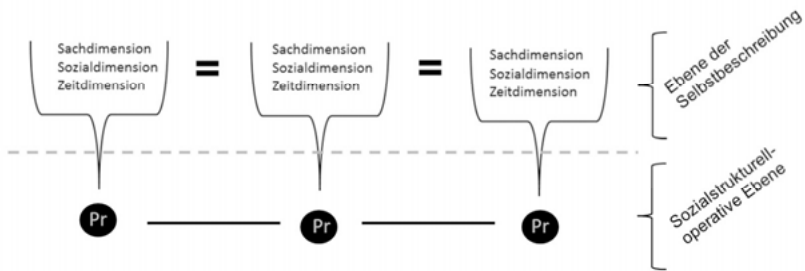 Sachdimension
Sozialdimension
Zeitdimension
=
Sachdimension
Sozialdimension
Zeitdimension
=
Sachdimension
Sozialdimension
Zeitdimension
Ebene der
Selbstbeschreibung
Pr
Pr
Pr
Sozialstrukturell-
operative Ebene